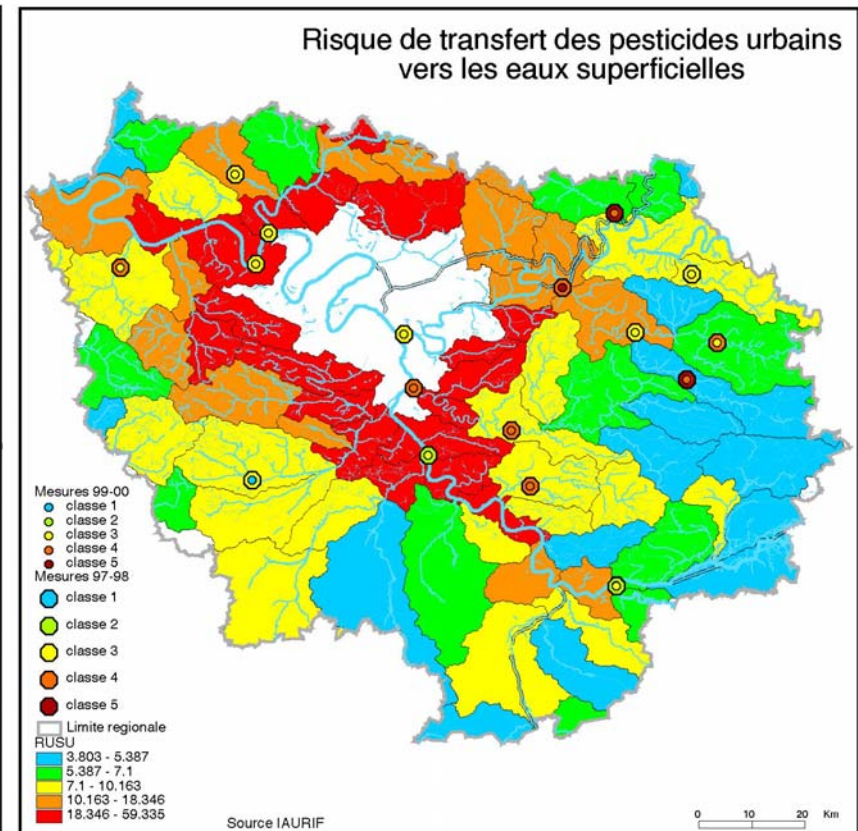 Risque de transfert des pesticides urbains
vers les eaux superficielles
Mesures 99-00
classe 1
classe 2
classe 3
classe 4
classe 5
Mesures 97-98
classe 1
classe 2
classe 3
classe 4
classe 5
Limite regionale
RUSU
3.803 - 5.387
5.387 - 7.1
7.1 - 10.163
10.163 - 18.346
18.346 - 59.335
Source IAURIF
0 10 20 Km